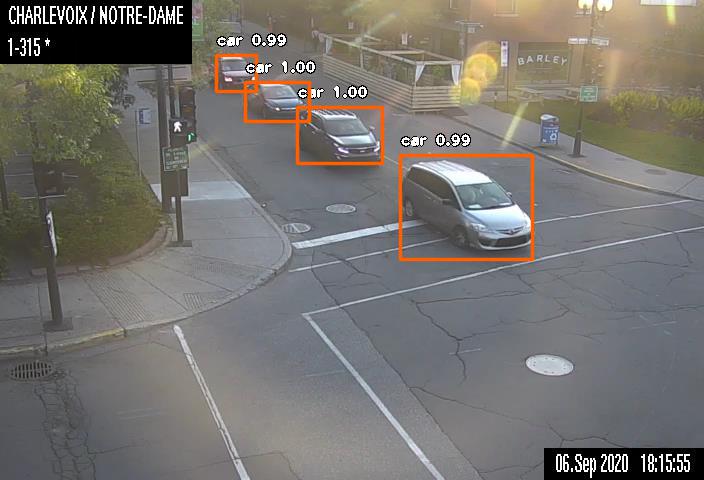 CHARLEVOIX / NOTRE-DAME
1-315 *
car 0.99
car 1.00
car 1.00
car 0.99
BARLEY
06.Sep 2020 18:15:55